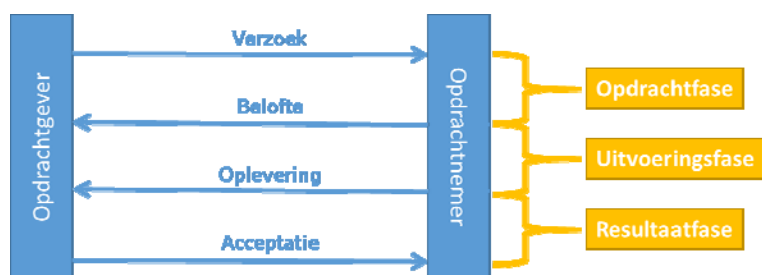 Opdrachtgever
Verzoek
Belofte
Oplevering
Acceptatie
Opdrachtnemer
Opdrachtfase
Uitvoeringsfase
Resultaatfase